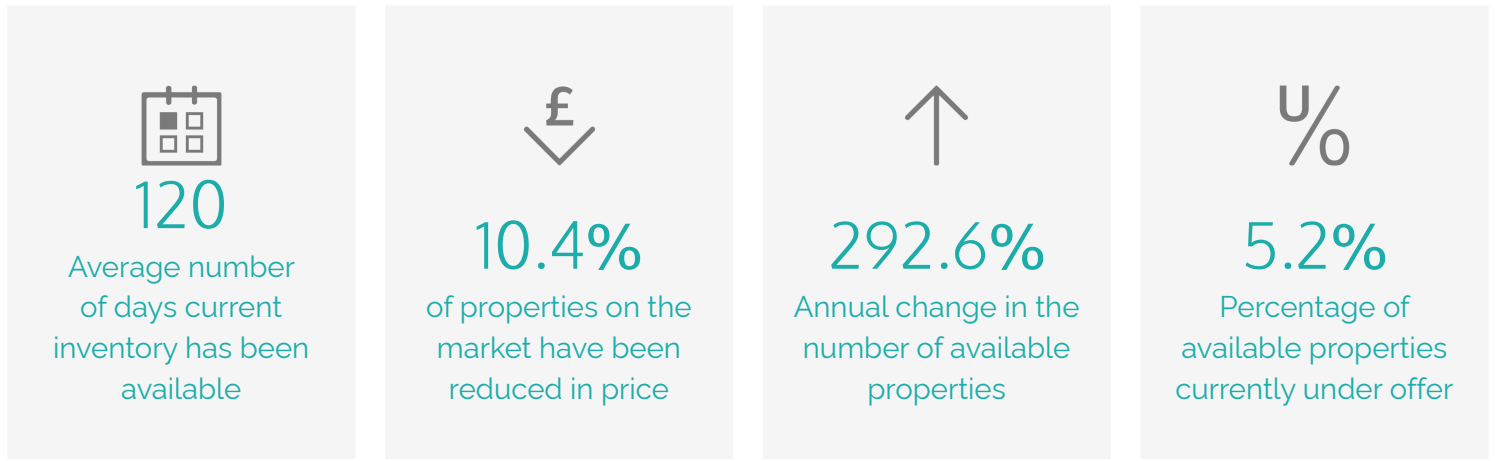 120
Average number
of days current
inventory has been
available
£
10.4%
of properties on the
market have been
reduced in price
292.6%
Annual change in the
number of available
properties
U/O
5.2%
Percentage of
available properties
currently under offer